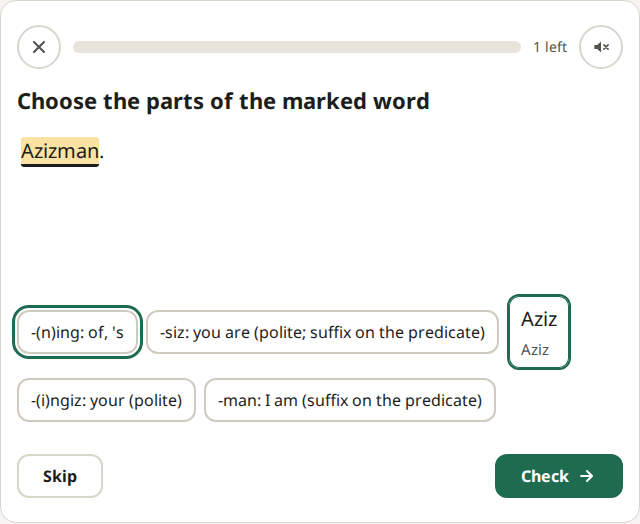 1 left
Choose the parts of the marked word
Azizman.
-(n)ing: of, 's
-siz: you are (polite; suffix on the predicate)
Aziz
Aziz
-(i)ngiz: your (polite)
-man: I am (suffix on the predicate)
Skip
Check